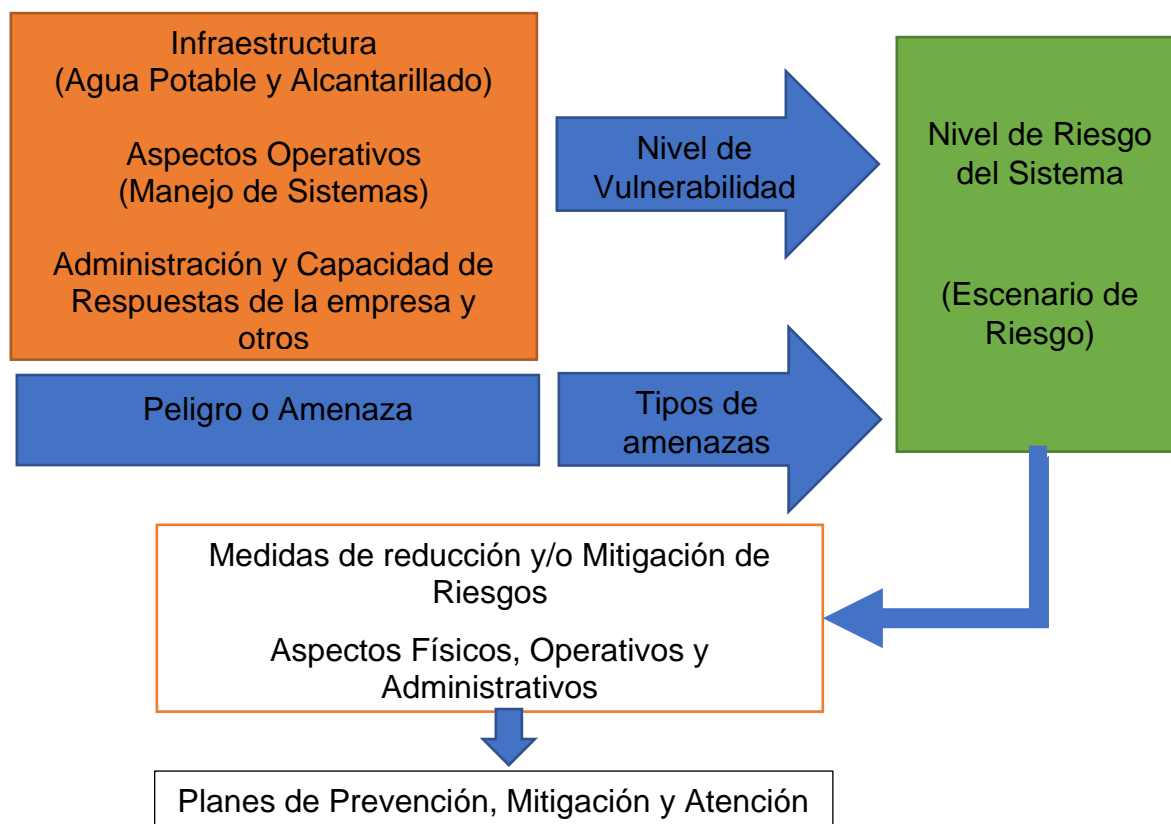 Infraestructura
(Agua Potable y Alcantarillado)
Aspectos Operativos
(Manejo de Sistemas)
Administración y Capacidad de
Respuestas de la empresa y
otros
Nivel de
Vulnerabilidad
Nivel de Riesgo
del Sistema
(Escenario de
Riesgo)
Peligro o Amenaza
Tipos de
amenazas
Medidas de reducción y/o Mitigación de
Riesgos
Aspectos Físicos, Operativos y
Administrativos
Planes de Prevención, Mitigación y Atención